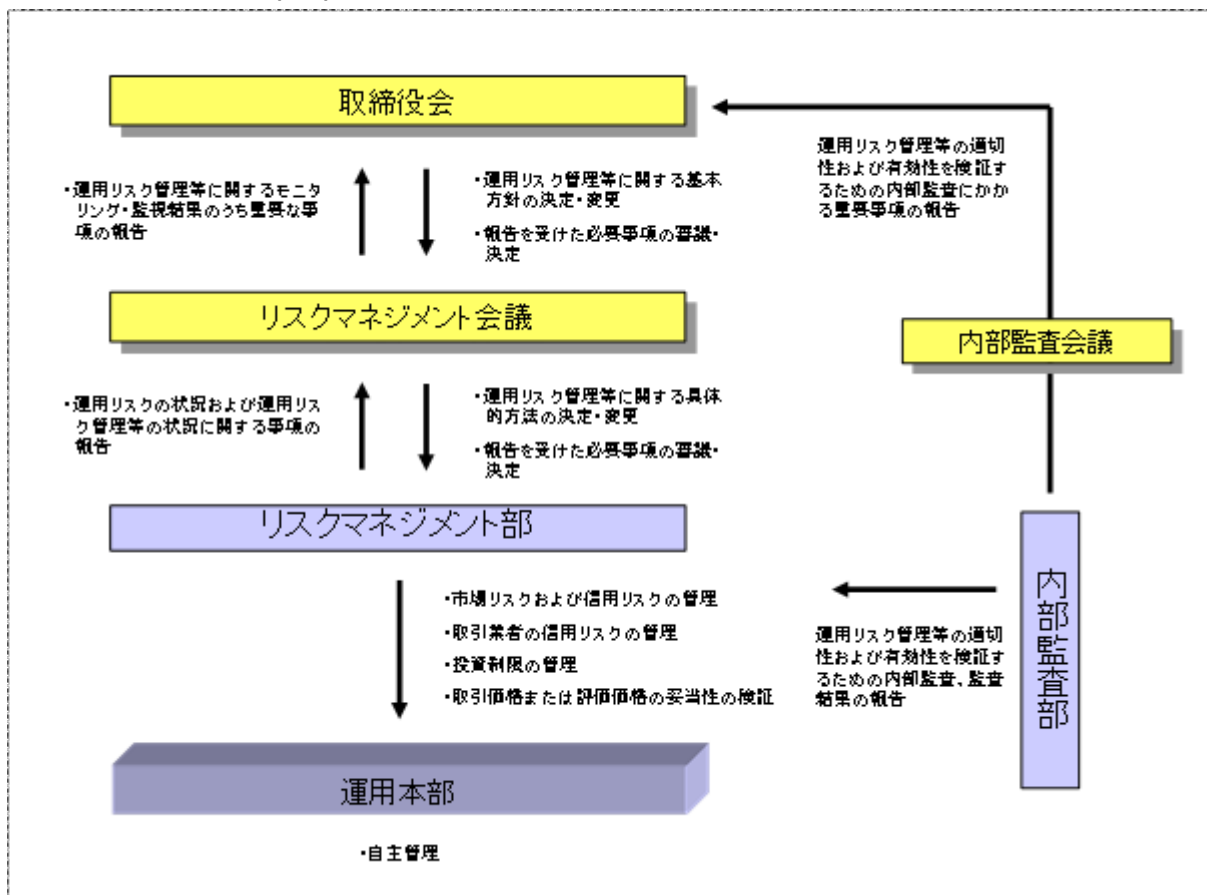 取締役会
・運用リスク管理等に関するモニ
タリング・監視結果のうち重要な事
項の報告
・運用リスク管理等に関する基本
方針の決定・変更
・報告を受けた必要事項の審議・
決定
運用リスク管理等の適切
性および有効性を検証す
るための内部監査にかか
る重要事項の報告
リスクマネジメント会議
内部監査会議
・運用リスクの状況および運用リス
ク管理等の状況に関する事項の
報告
・運用リスク管理等に関する具体
的方法の決定・変更
・報告を受けた必要事項の審議・
決定
リスクマネジメント部
・市場リスクおよび信用リスクの管理
・取引業者の信用リスクの管理
・投資制限の管理
・取引価格または評価価格の妥当性の検証
運用リスク管理等の適切
性および有効性を検証す
るための内部監査、監査
結果の報告
内部監査部
運用本部
・自主管理